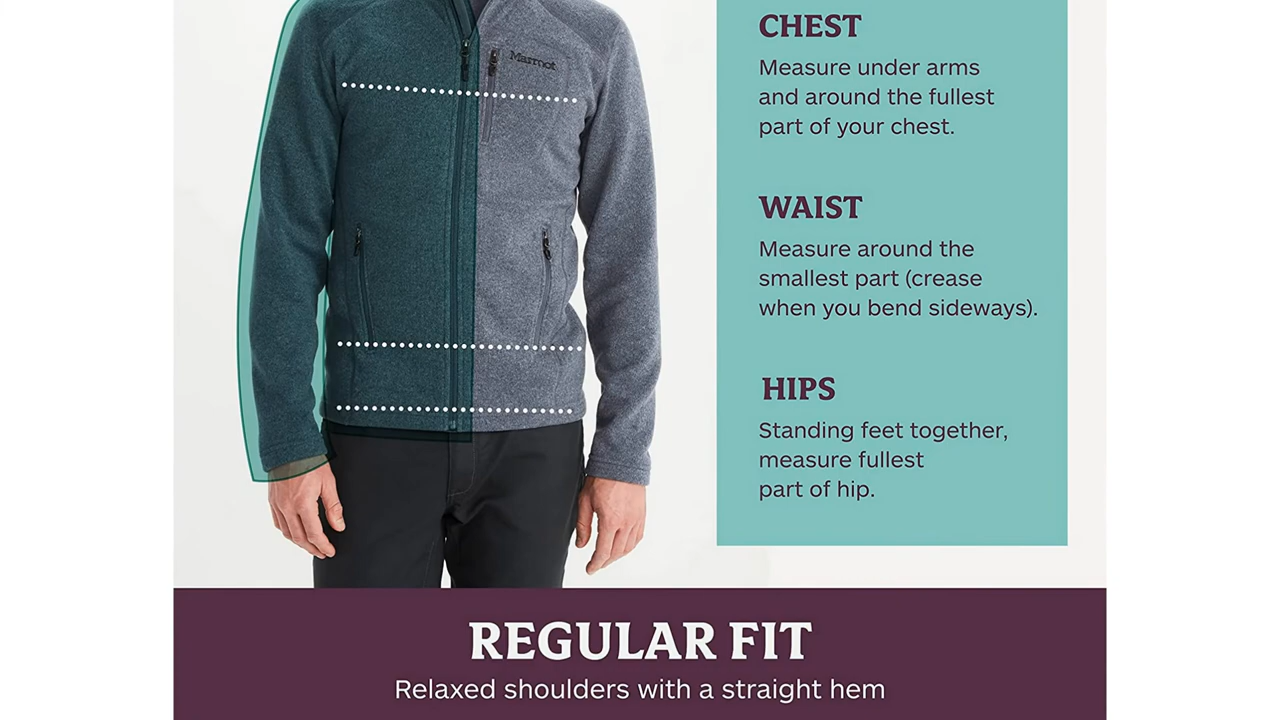 Marmot
CHEST
Measure under arms
and around the fullest
part of your chest.
WAIST
Measure around the
smallest part (crease
when you bend sideways).
HIPS
Standing feet together,
measure fullest
part of hip.
REGULAR FIT
Relaxed shoulders with a straight hem